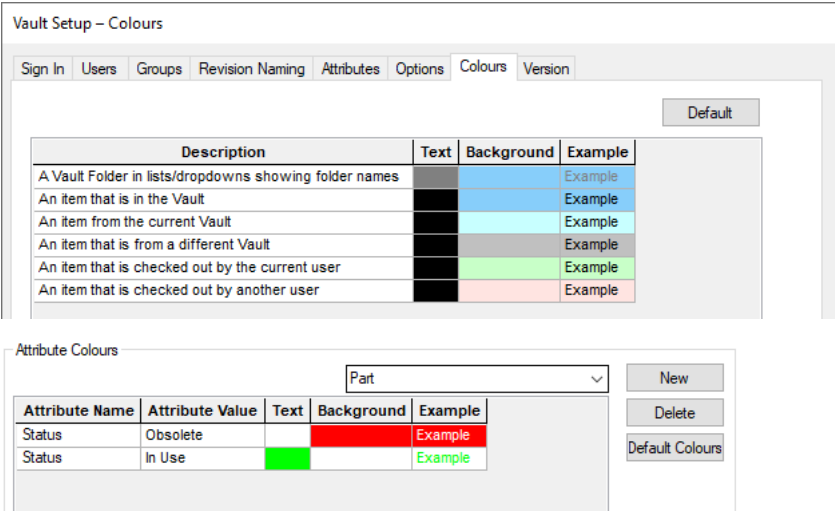 Vault Setup – Colours
Sign In Users Groups Revision Naming Attributes Options Colours Version
Default
Description Text Background Example
A Vault Folder in lists/dropdowns showing folder names Example
An item that is in the Vault Example
An item from the current Vault Example
An item that is from a different Vault Example
An item that is checked out by the current user Example
An item that is checked out by another user Example
Attribute Colours
Part New
Attribute Name Attribute Value Text Background Example Delete
Status Obsolete Example
Status In Use Example Default Colours